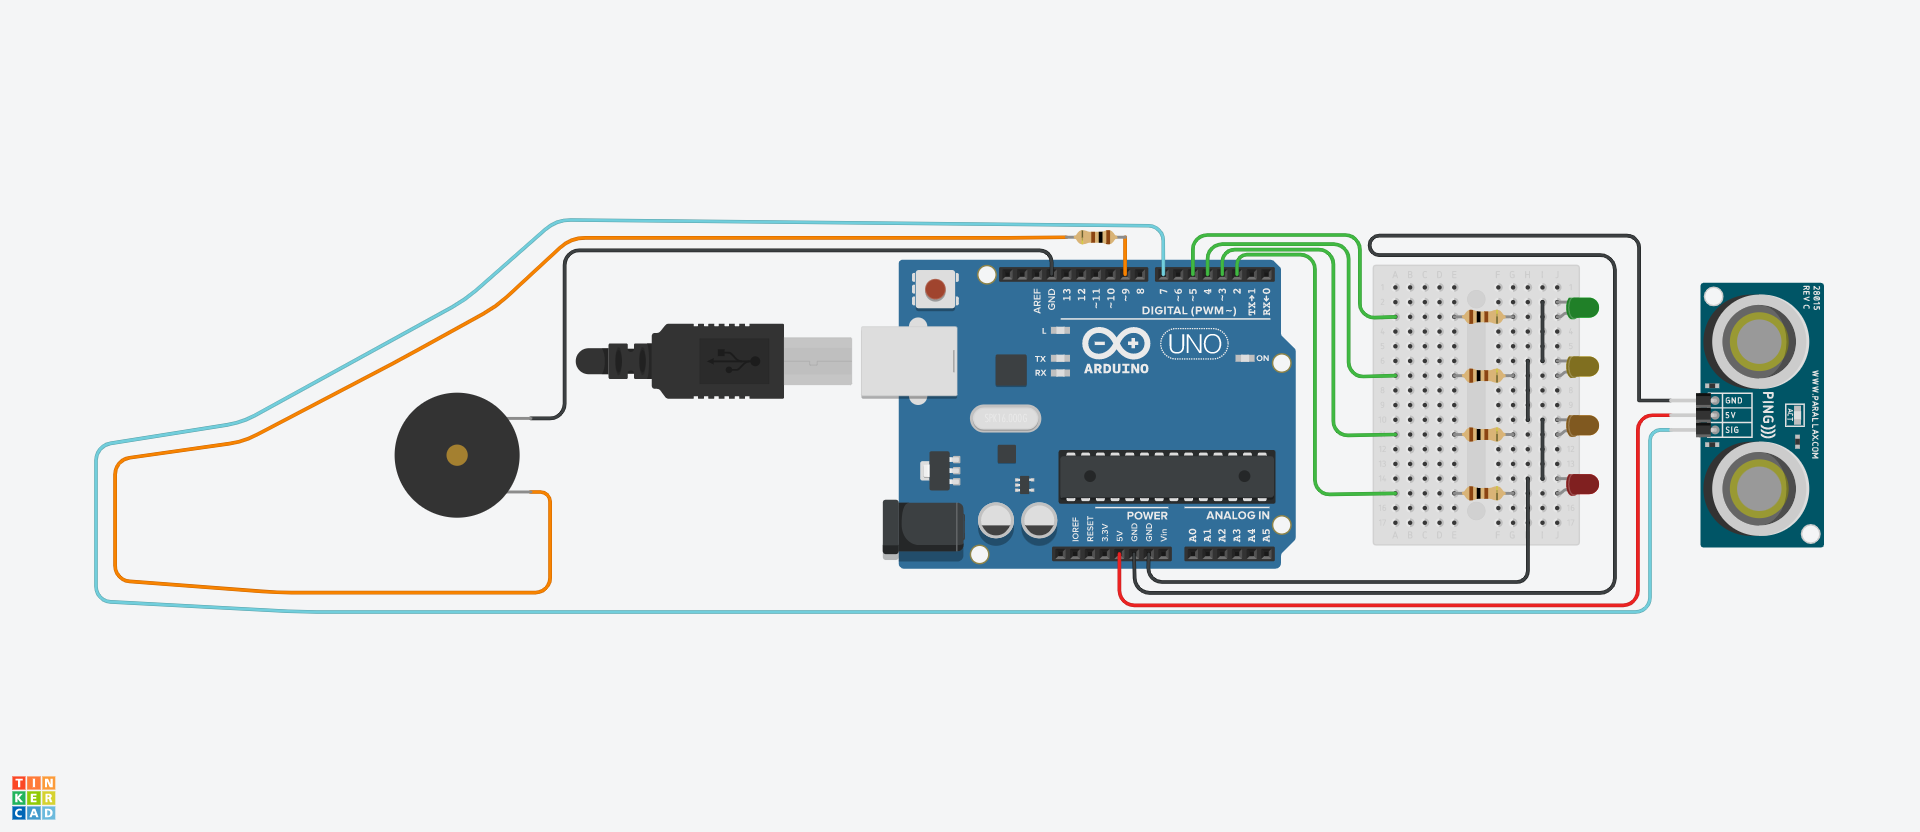 AREF
GND
13
12
~11
~10
~9
8
7
~6
~5
4
~3
2
TX→1
RX←0
DIGITAL (PWM~)
L
TX
RX
ARDUINO
UNO
ON
POWER
ANALOG IN
IOREF
RESET
3.3V
5V
GND
GND
Vin
A0
A1
A2
A3
A4
A5
A B C D E F G H I J
A B C D E F G H I J
28015
REV C
GND
5V
SIG
PING)))
ACT
WWW.PARALLAX.COM
TIN
KER
CAD